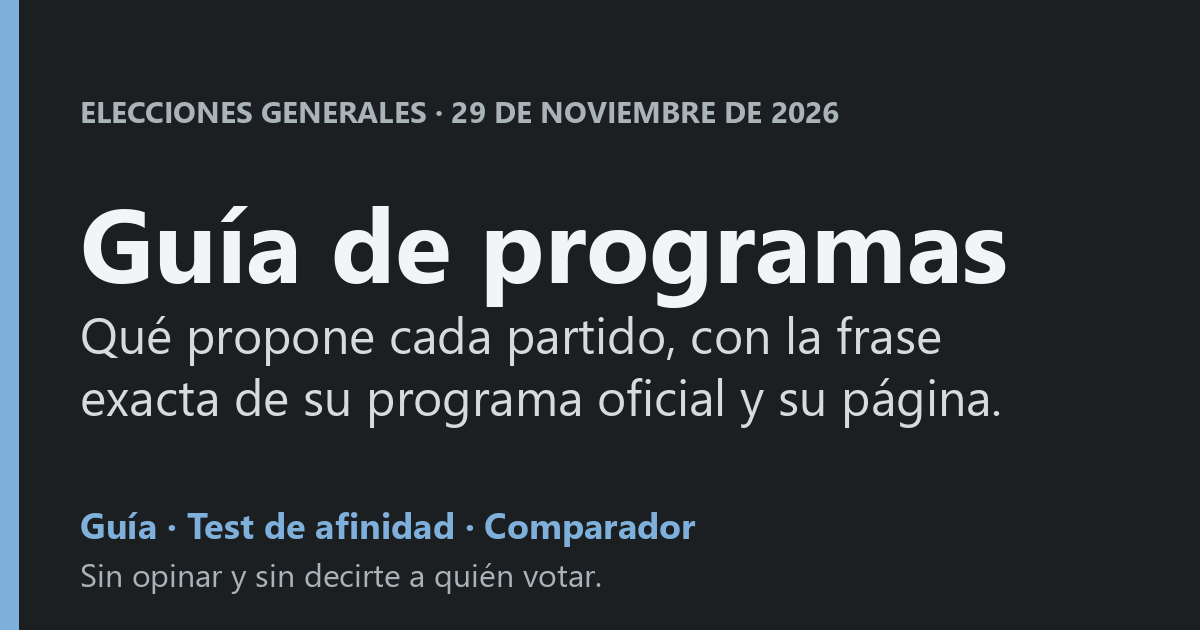 ELECCIONES GENERALES · 29 DE NOVIEMBRE DE 2026
Guía de programas
Qué propone cada partido, con la frase
exacta de su programa oficial y su página.
Guía · Test de afinidad · Comparador
Sin opinar y sin decirte a quién votar.